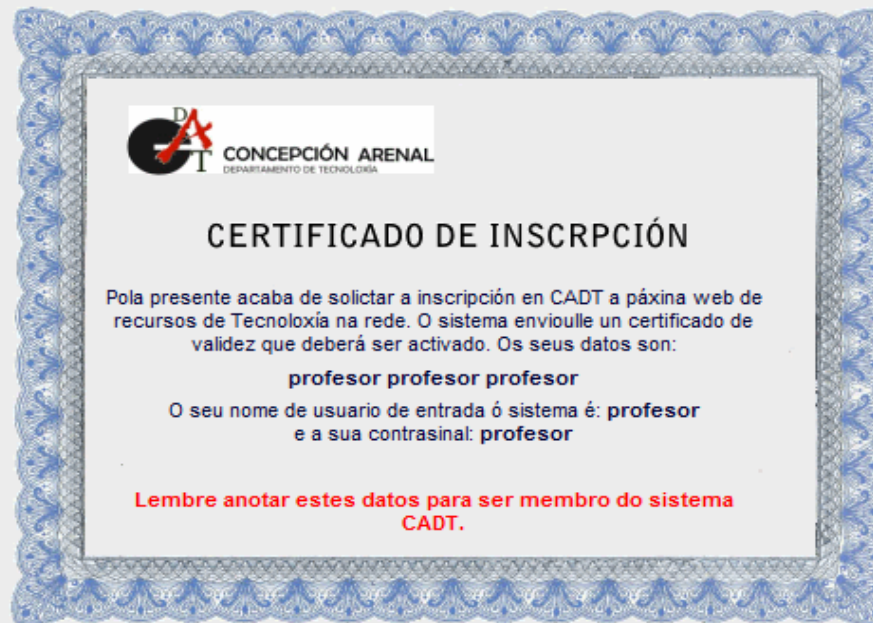 DAT
CONCEPCIÓN ARENAL
DEPARTAMENTO DE TECNOLOXÍA
CERTIFICADO DE INSCRPCIÓN
Pola presente acaba de solictar a inscripción en CADT a páxina web de
recursos de Tecnoloxía na rede. O sistema envioulle un certificado de
validez que deberá ser activado. Os seus datos son:
profesor profesor profesor
O seu nome de usuario de entrada ó sistema é: profesor
e a sua contrasinal: profesor
Lembre anotar estes datos para ser membro do sistema
CADT.